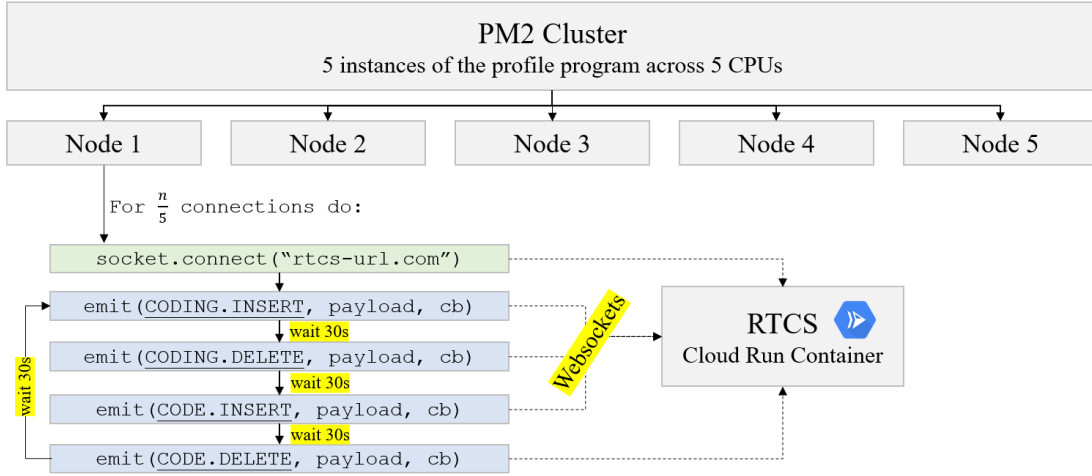 PM2 Cluster
5 instances of the profile program across 5 CPUs
Node 1
Node 2
Node 3
Node 4
Node 5
For n/5 connections do:
socket.connect(“rtcs-url.com”)
emit(CODING.INSERT, payload, cb)
wait 30s
emit(CODING.DELETE, payload, cb)
wait 30s
emit(CODE.INSERT, payload, cb)
wait 30s
emit(CODE.DELETE, payload, cb)
wait 30s
Websockets
RTCS
Cloud Run Container